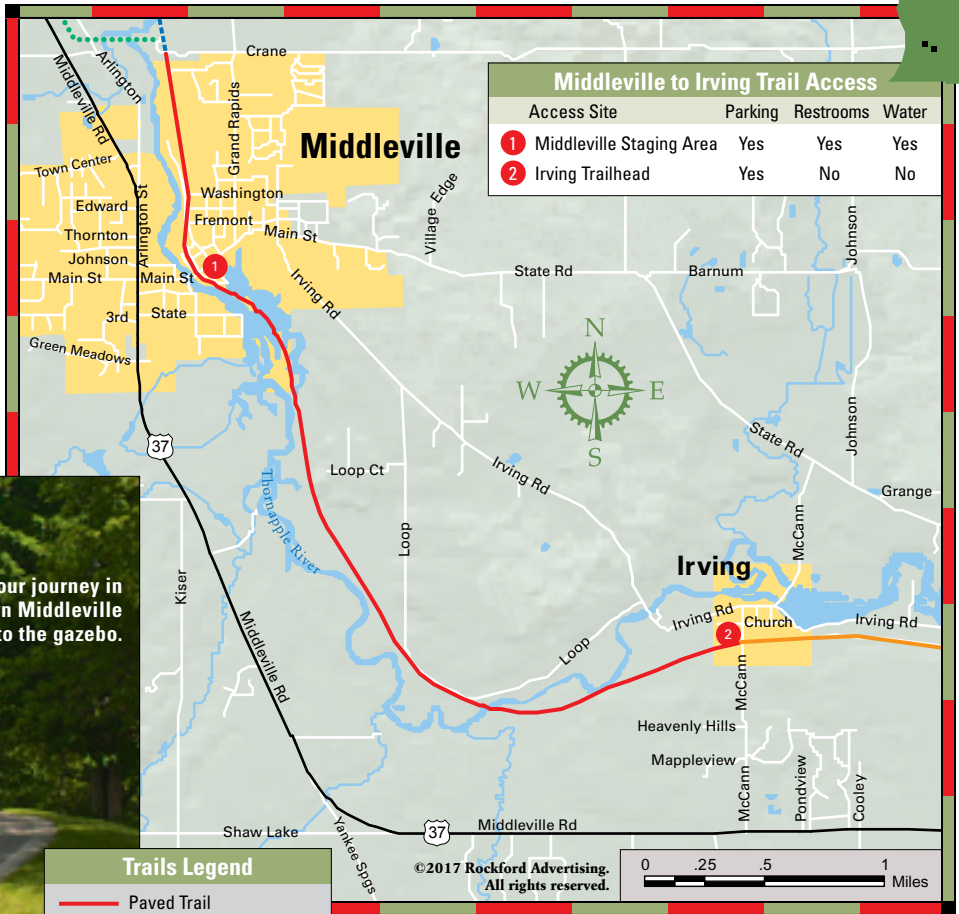 Crane
Arlington
Middleville Rd
Grand Rapids
Middleville
Middleville to Irving Trail Access
Access Site Parking Restrooms Water
1 Middleville Staging Area Yes Yes Yes
2 Irving Trailhead Yes No No
Town Center
Edward
Thornton
Johnson
Main St
Arlington St
Main St
3rd
State
Green Meadows
Washington
Fremont
Main St
1
Irving Rd
Village Edge
State Rd
Barnum
Johnson
N
W E
S
State Rd
Johnson
Grange
37
Loop Ct
Loop
Irving Rd
Thornapple River
McCann
Kiser
our journey in
n Middleville
to the gazebo.
Middleville Rd
Irving
Irving Rd
Church
Irving Rd
2
Loop
McCann
Heavenly Hills
Mappleview
McCann
Pondview
Cooley
Shaw Lake
Yankee Spgs
37
Middleville Rd
Trails Legend
Paved Trail
©2017 Rockford Advertising.
All rights reserved.
0 .25 .5 1
Miles